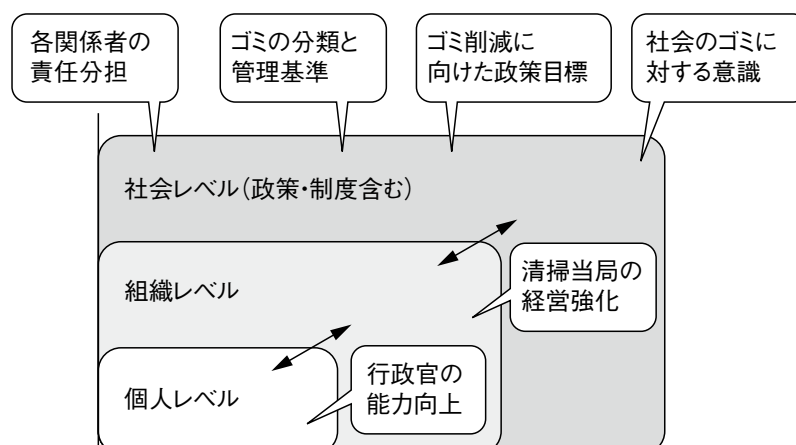 各関係者の
責任分担
ゴミの分類と
管理基準
ゴミ削減に
向けた政策目標
社会のゴミに
対する意識
社会レベル（政策・制度含む）
組織レベル
清掃当局の
経営強化
個人レベル
行政官の
能力向上